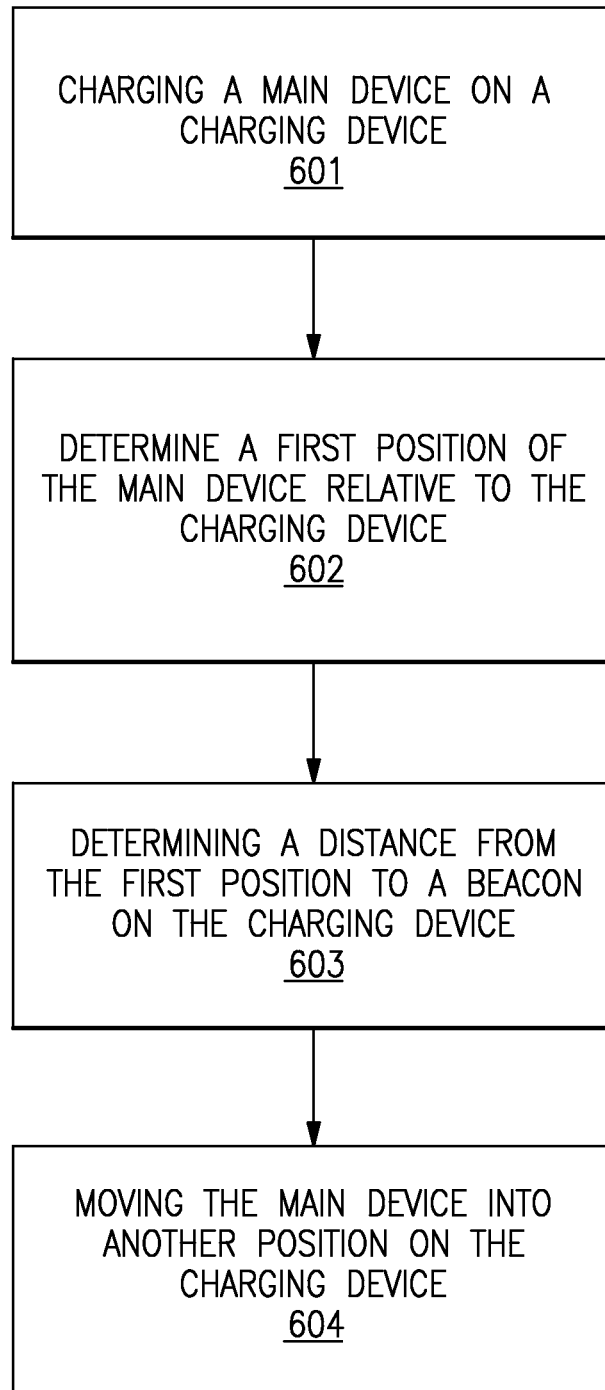 CHARGING A MAIN DEVICE ON A
CHARGING DEVICE
601
DETERMINE A FIRST POSITION OF
THE MAIN DEVICE RELATIVE TO THE
CHARGING DEVICE
602
DETERMINING A DISTANCE FROM
THE FIRST POSITION TO A BEACON
ON THE CHARGING DEVICE
603
MOVING THE MAIN DEVICE INTO
ANOTHER POSITION ON THE
CHARGING DEVICE
604